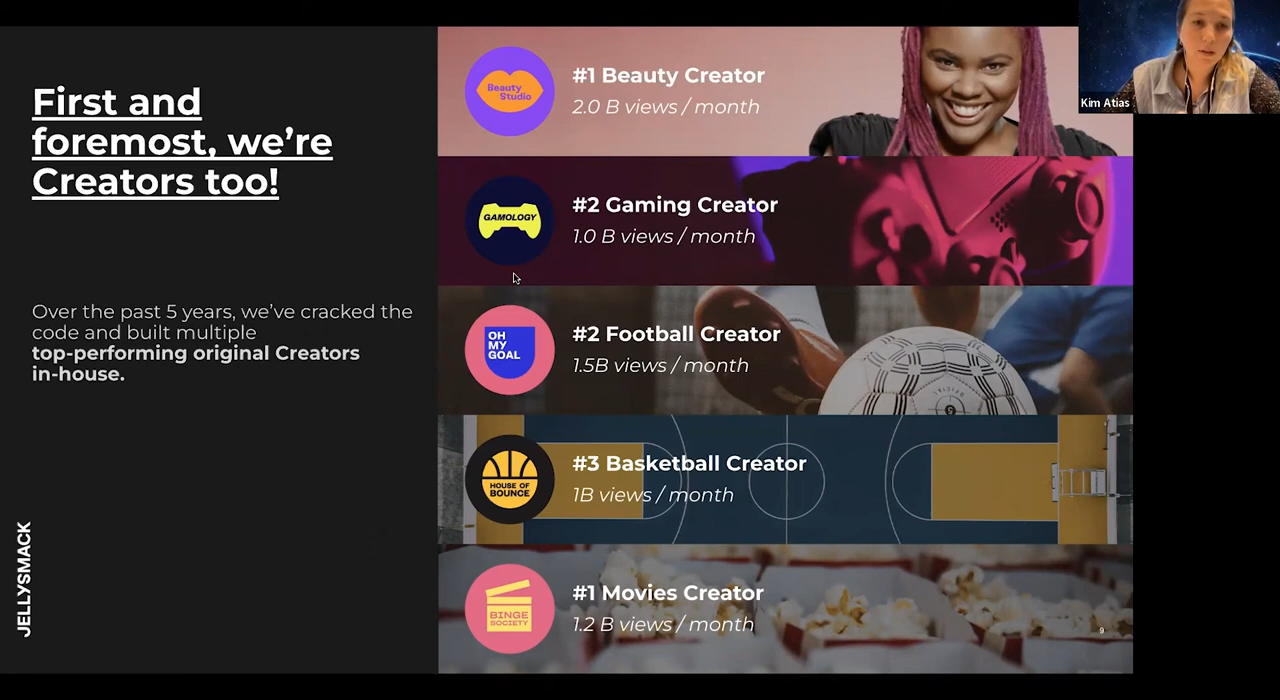 First and
foremost, we're
Creators too!
Over the past 5 years, we've cracked the
code and built multiple
top-performing original Creators
in-house.
JELLYSMACK
Beauty
Studio
#1 Beauty Creator
2.0 B views / month
GAMOLOGY
#2 Gaming Creator
1.0 B views / month
OH
MY
GOAL
#2 Football Creator
1.5B views / month
HOUSE OF
BOUNCE
#3 Basketball Creator
1B views / month
BINGE
SOCIETY
#1 Movies Creator
1.2 B views / month
9
Kim Atias